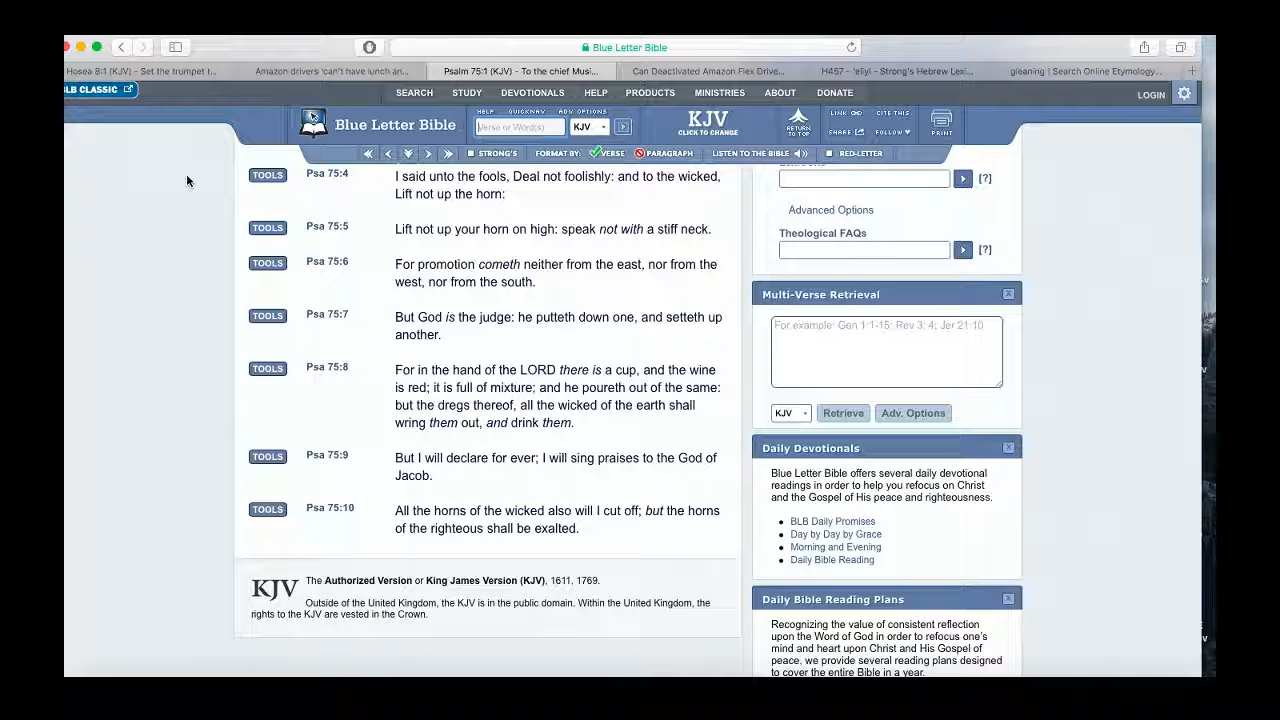 Blue Letter Bible
Hosea 8:1 (KJV) - Set the trumpet t...
Amazon drivers 'can't have lunch an...
Psalm 75:1 (KJV) - To the chief Musi...
Can Deactivated Amazon Flex Drive...
H457 - 'eliyl - Strong's Hebrew Lexi...
gleaning | Search Online Etymology...
BLB CLASSIC
SEARCH STUDY DEVOTIONALS HELP PRODUCTS MINISTRIES ABOUT DONATE
LOGIN
HELP QUICKNAV ADV. OPTIONS
Blue Letter Bible
Verse or Word(s)
KJV
KJV
CLICK TO CHANGE
RETURN
TO TOP
LINK
CITE THIS
SHARE
FOLLOW
PRINT
STRONG'S FORMAT BY: VERSE PARAGRAPH LISTEN TO THE BIBLE RED-LETTER
TOOLS Psa 75:4 I said unto the fools, Deal not foolishly: and to the wicked,
Lift not up the horn:
TOOLS Psa 75:5 Lift not up your horn on high: speak not with a stiff neck.
TOOLS Psa 75:6 For promotion cometh neither from the east, nor from the
west, nor from the south.
TOOLS Psa 75:7 But God is the judge: he putteth down one, and setteth up
another.
TOOLS Psa 75:8 For in the hand of the LORD there is a cup, and the wine
is red; it is full of mixture; and he poureth out of the same:
but the dregs thereof, all the wicked of the earth shall
wring them out, and drink them.
TOOLS Psa 75:9 But I will declare for ever; I will sing praises to the God of
Jacob.
TOOLS Psa 75:10 All the horns of the wicked also will I cut off; but the horns
of the righteous shall be exalted.
KJV The Authorized Version or King James Version (KJV), 1611, 1769.
Outside of the United Kingdom, the KJV is in the public domain. Within the United Kingdom, the
rights to the KJV are vested in the Crown.
[?]
Advanced Options
Theological FAQs
[?]
Multi-Verse Retrieval
For example: Gen 1:1-15; Rev 3; 4; Jer 21:10
KJV Retrieve Adv. Options
Daily Devotionals
Blue Letter Bible offers several daily devotional
readings in order to help you refocus on Christ
and the Gospel of His peace and righteousness.
BLB Daily Promises
Day by Day by Grace
Morning and Evening
Daily Bible Reading
Daily Bible Reading Plans
Recognizing the value of consistent reflection
upon the Word of God in order to refocus one's
mind and heart upon Christ and His Gospel of
peace, we provide several reading plans designed
to cover the entire Bible in a year.